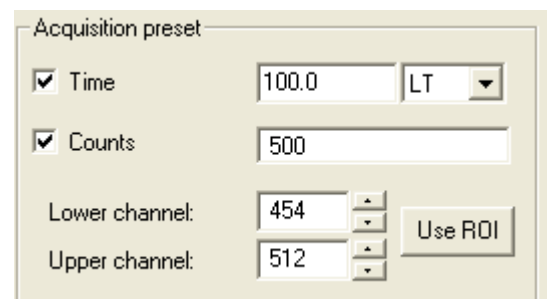 Acquisition preset
Time 100.0 LT
Counts 500
Lower channel: 454
Use ROI
Upper channel: 512